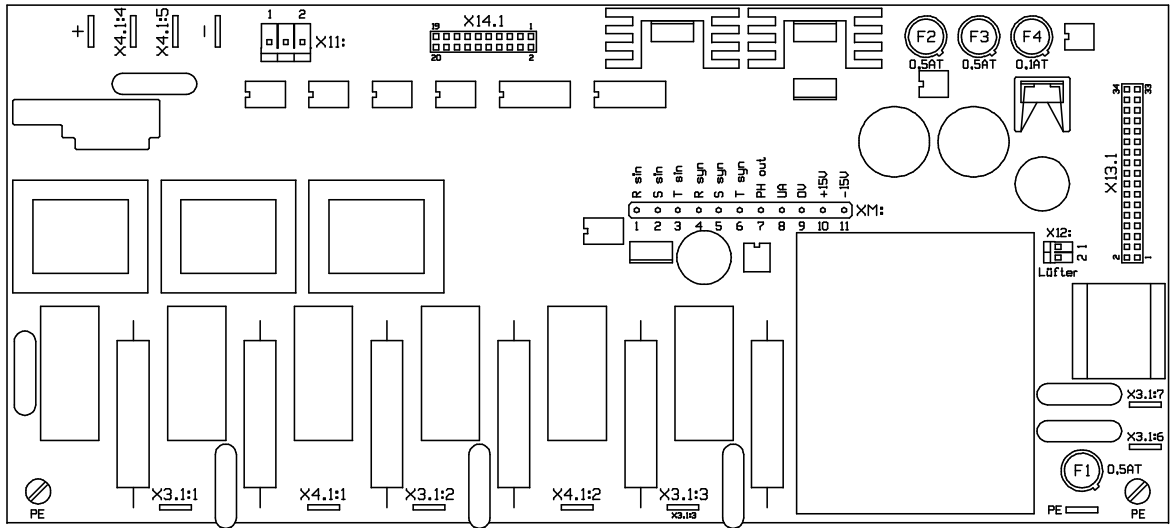 +
X4.1:4
X4.1:5
-
1 2
X11:
X14.1
19 1
20 2
F2 F3 F4
0,5AT 0,5AT 0,1AT
34 33
X13.1
2 1
R sin
S sin
T sin
R syn
S syn
T syn
PH out
UA
0V
+15V
-15V
XM:
1 2 3 4 5 6 7 8 9 10 11
X12:
1
2
Lüfter
X3.1:7
X3.1:6
F1 0,5AT
PE
PE
PE
X3.1:1
X4.1:1
X3.1:2
X4.1:2
X3.1:3
X3.1:3